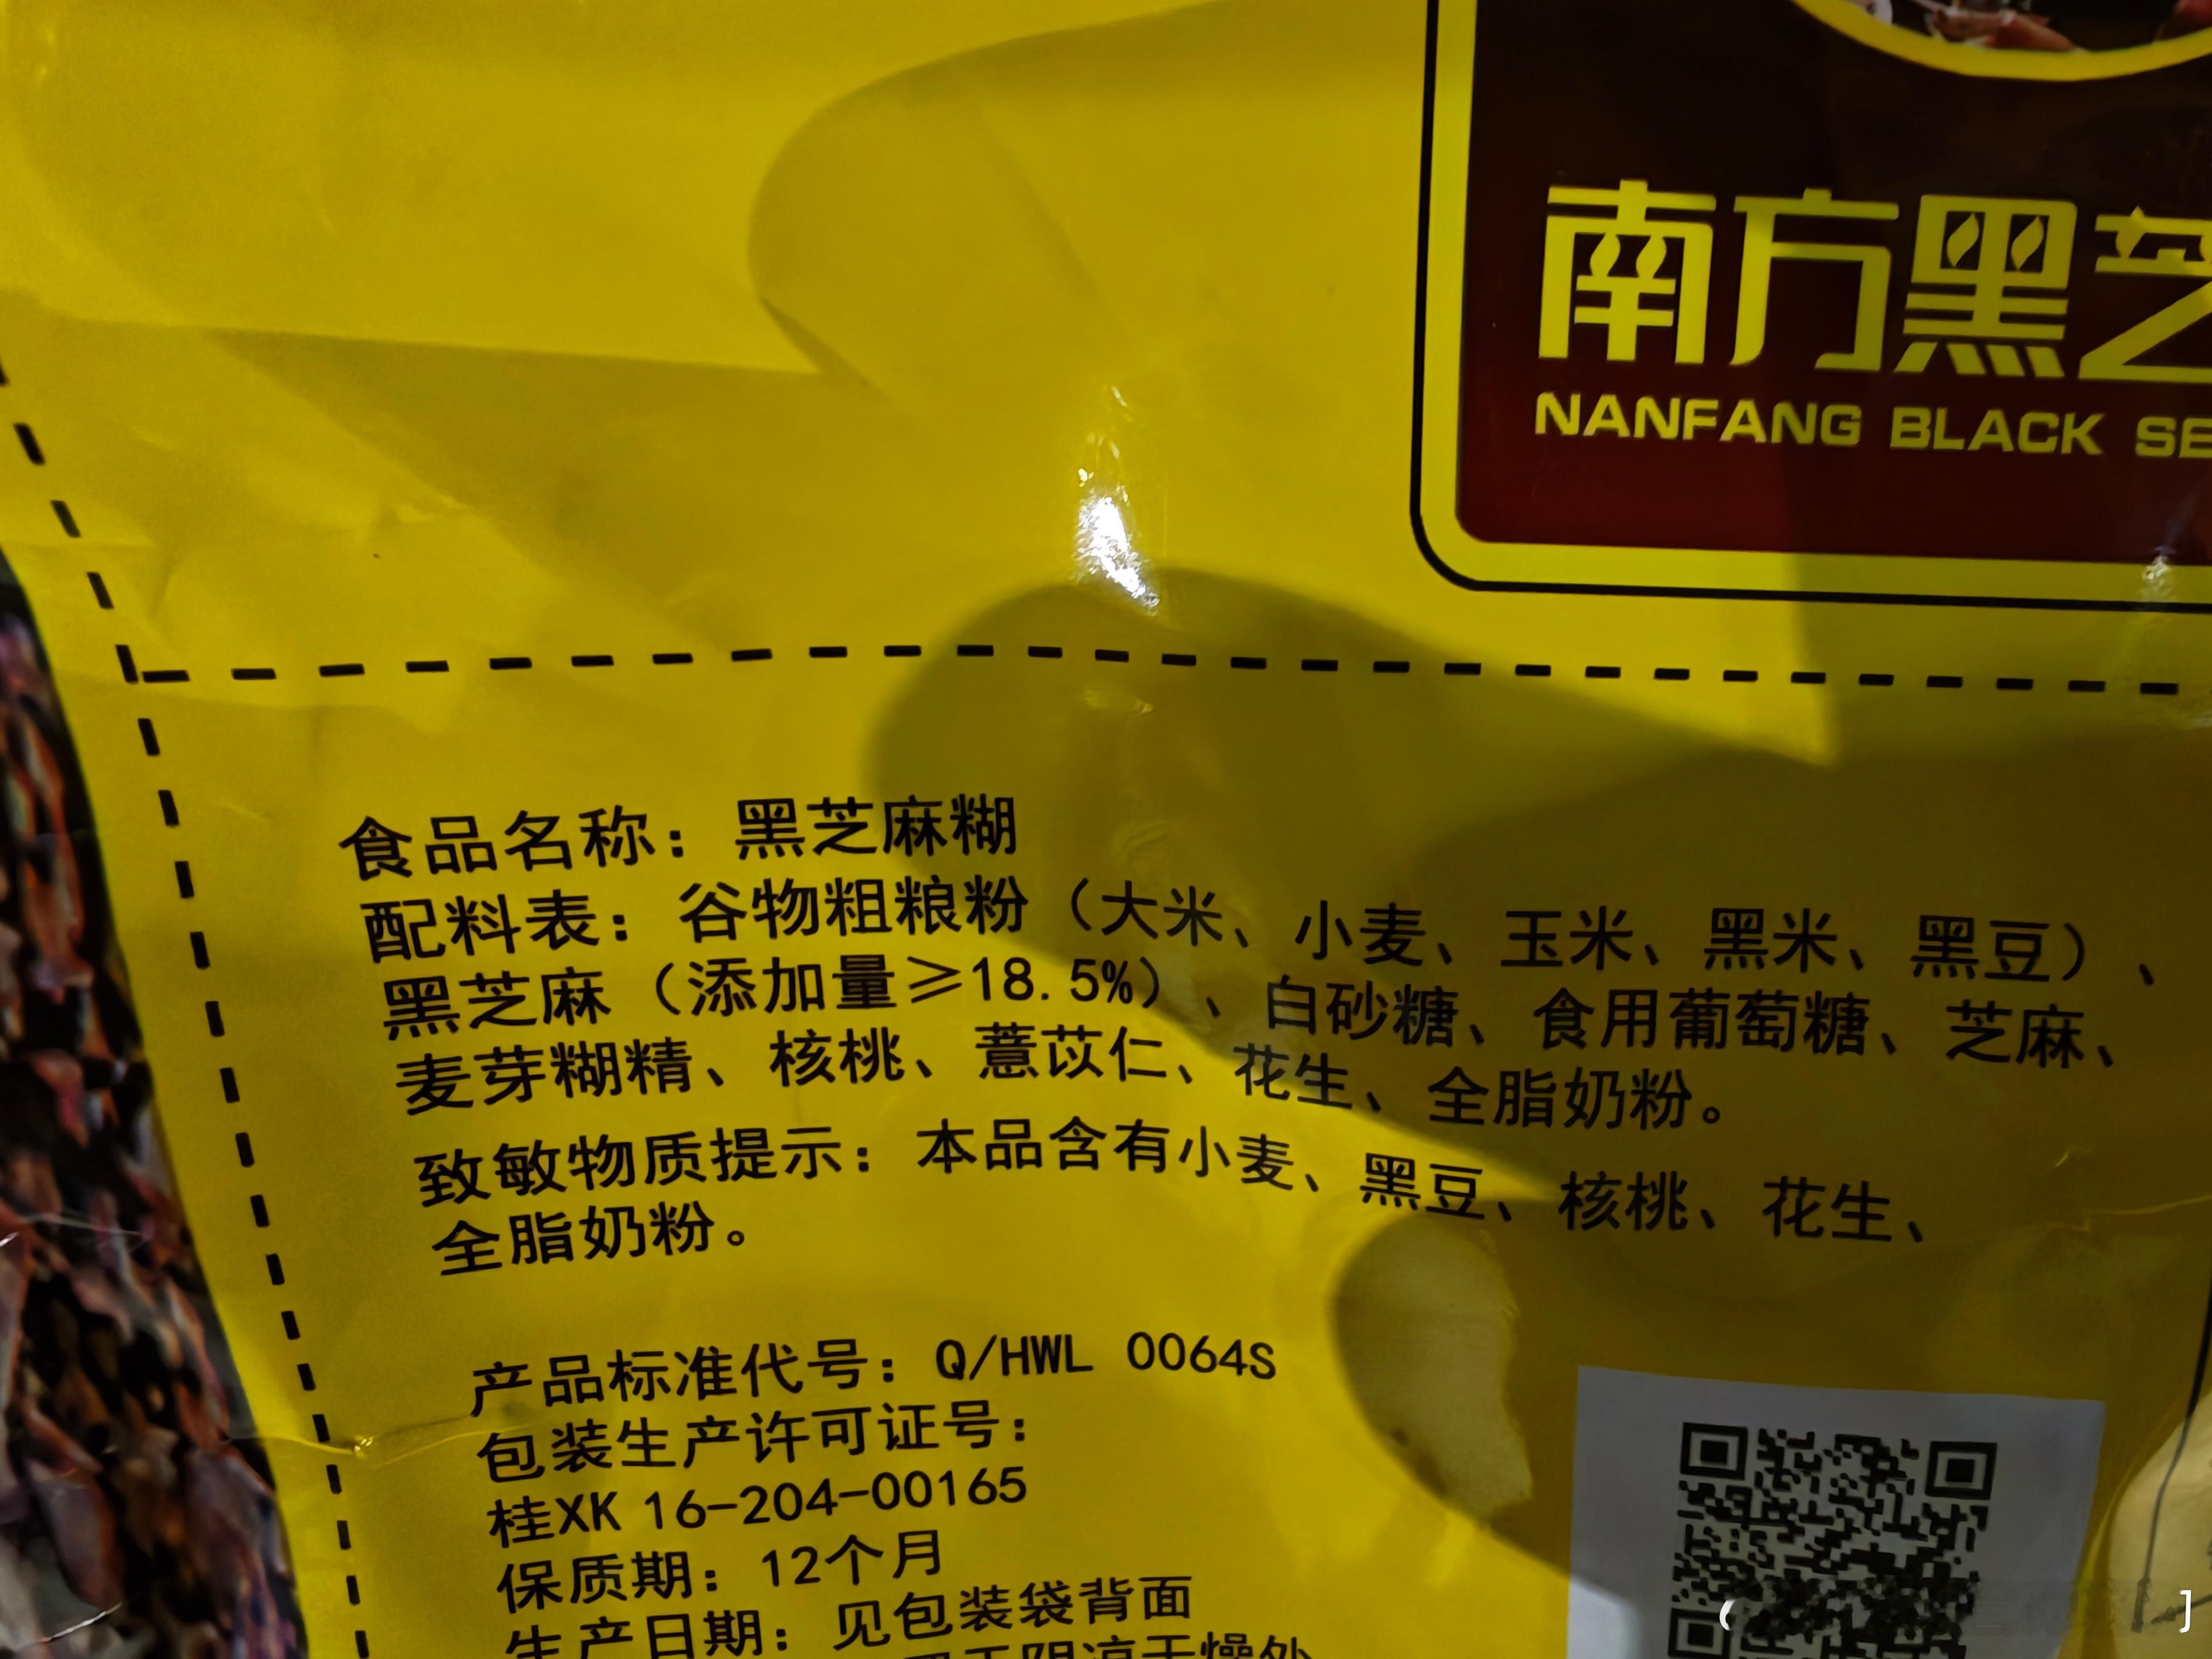 南方黑芝
NANFANG BLACK SE
食品名称：黑芝麻糊
配料表：谷物粗粮粉（大米、小麦、玉米、黑米、黑豆）、
黑芝麻（添加量≥18.5%）、白砂糖、食用葡萄糖、芝麻、
麦芽糊精、核桃、薏苡仁、花生、全脂奶粉。
致敏物质提示：本品含有小麦、黑豆、核桃、花生、
全脂奶粉。
产品标准代号：Q/HWL 0064S
包装生产许可证号：
桂XK 16-204-00165
保质期：12个月
生产日期：见包装袋背面
阴凉干燥处